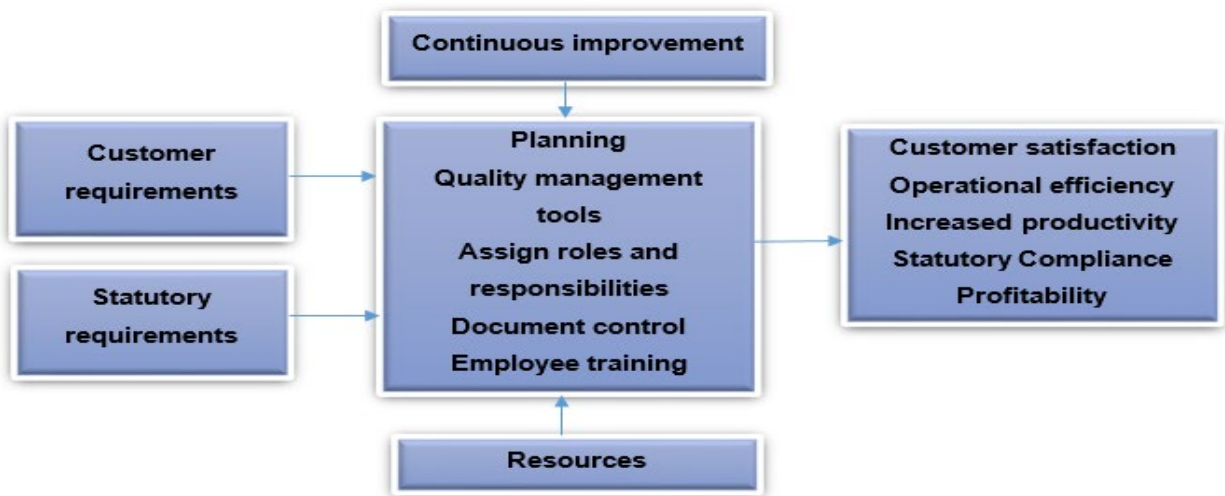 Continuous improvement
Customer
requirements
Statutory
requirements
Planning
Quality management
tools
Assign roles and
responsibilities
Document control
Employee training
Customer satisfaction
Operational efficiency
Increased productivity
Statutory Compliance
Profitability
Resources